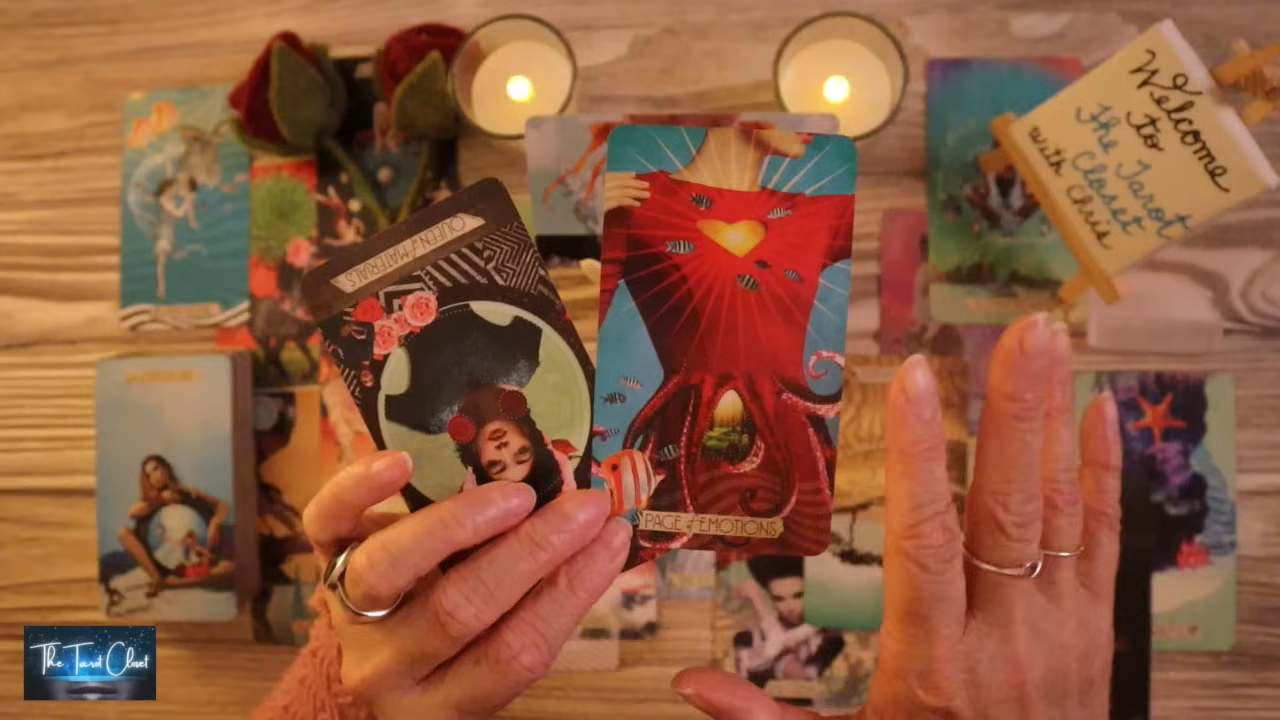 Welcome
to
The Tarot
Closet
with Chris
QUEEN of MATERIALS
PAGE of EMOTIONS
The Tarot Closet